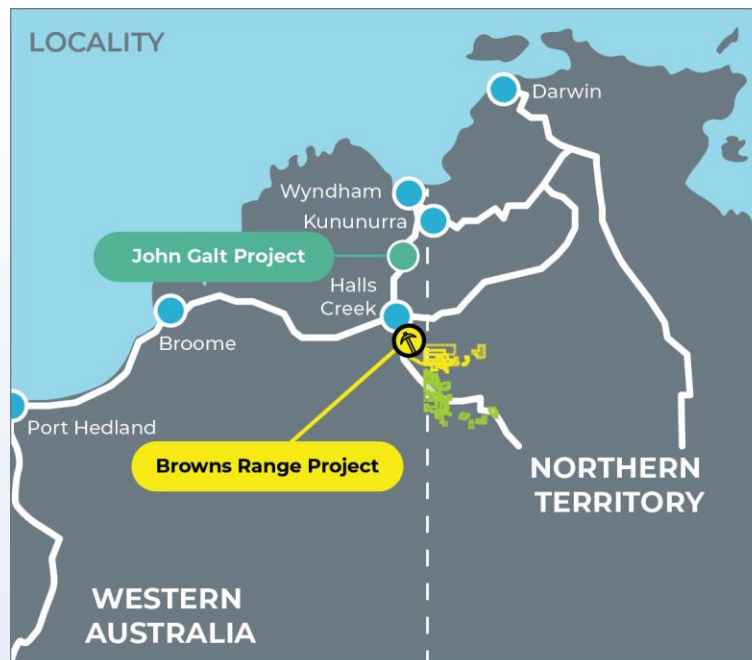 LOCALITY
Darwin
Wyndham
Kununurra
John Galt Project
Halls
Creek
Broome
Port Hedland
Browns Range Project
NORTHERN
TERRITORY
WESTERN
AUSTRALIA